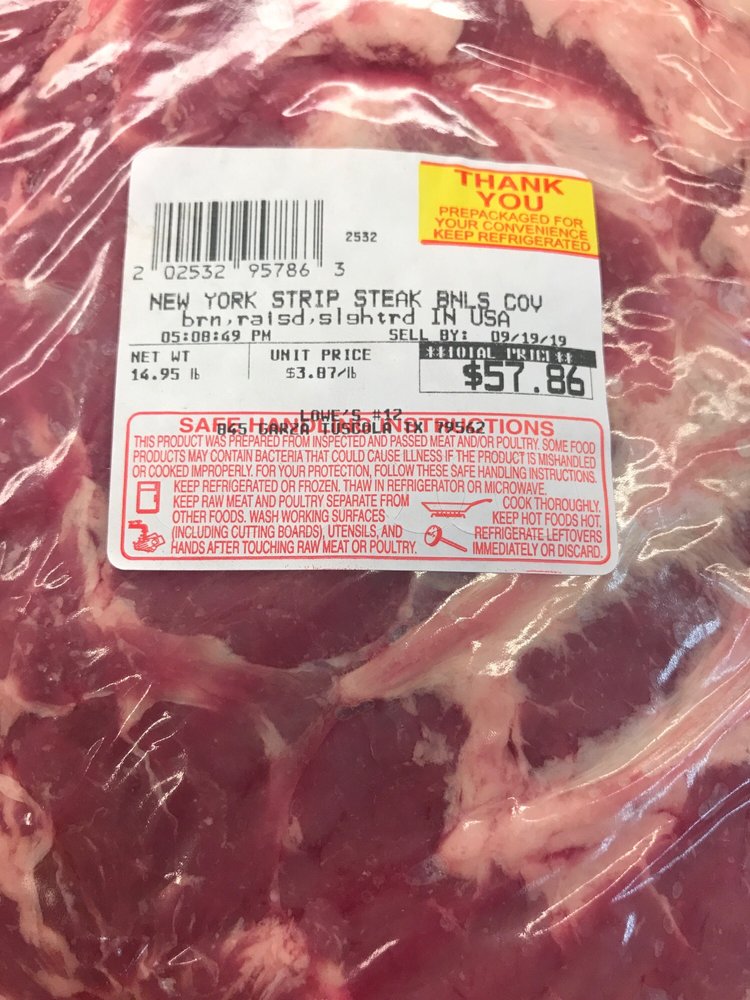 THANK
YOU
PREPACKAGED FOR
YOUR CONVENIENCE
KEEP REFRIGERATED
2532
2 02532 95786 3
NEW YORK STRIP STEAK BNLS COV
brn,raisd,slghtrd IN USA
05:08:49 PM SELL BY: 09/19/19
NET WT UNIT PRICE **TOTAL PRICE**
14.95 lb $3.87/lb $57.86
LOWE'S #12
845 GARZA TUSCOLA TX 79562
SAFE HANDLING INSTRUCTIONS
THIS PRODUCT WAS PREPARED FROM INSPECTED AND PASSED MEAT AND/OR POULTRY. SOME FOOD
PRODUCTS MAY CONTAIN BACTERIA THAT COULD CAUSE ILLNESS IF THE PRODUCT IS MISHANDLED
OR COOKED IMPROPERLY. FOR YOUR PROTECTION, FOLLOW THESE SAFE HANDLING INSTRUCTIONS.
KEEP REFRIGERATED OR FROZEN. THAW IN REFRIGERATOR OR MICROWAVE.
KEEP RAW MEAT AND POULTRY SEPARATE FROM
OTHER FOODS. WASH WORKING SURFACES
(INCLUDING CUTTING BOARDS), UTENSILS, AND
HANDS AFTER TOUCHING RAW MEAT OR POULTRY.
COOK THOROUGHLY.
KEEP HOT FOODS HOT.
REFRIGERATE LEFTOVERS
IMMEDIATELY OR DISCARD.